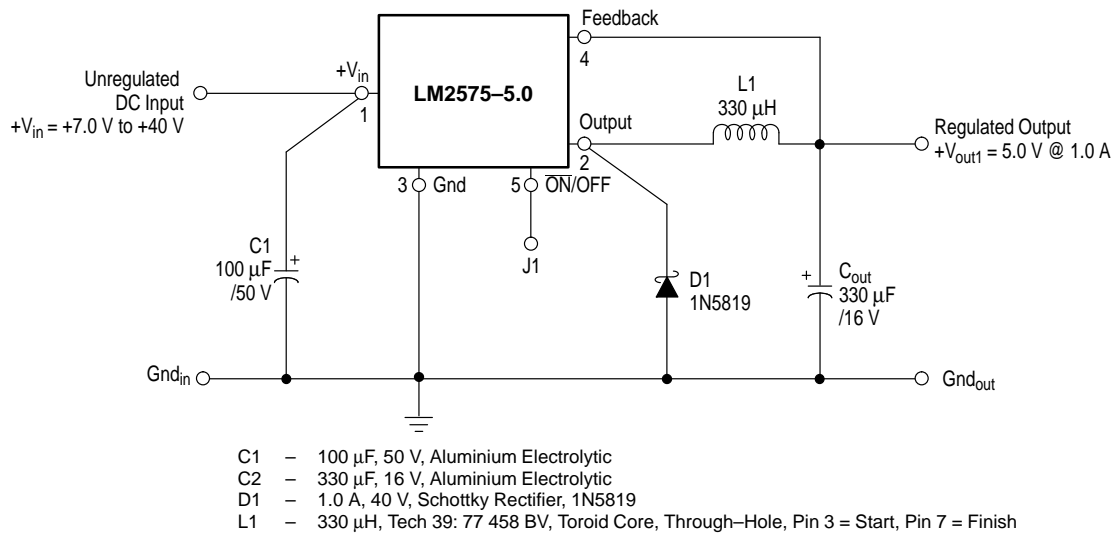 Feedback
4
+Vin
Unregulated
DC Input
+Vin = +7.0 V to +40 V
1
LM2575–5.0
L1
330 μH
Output
2
Regulated Output
+Vout1 = 5.0 V @ 1.0 A
3 Gnd
5 ON/OFF
J1
C1
100 μF
/50 V
+
D1
1N5819
+
Cout
330 μF
/16 V
Gndin
Gndout
C1 – 100 μF, 50 V, Aluminium Electrolytic
C2 – 330 μF, 16 V, Aluminium Electrolytic
D1 – 1.0 A, 40 V, Schottky Rectifier, 1N5819
L1 – 330 μH, Tech 39: 77 458 BV, Toroid Core, Through–Hole, Pin 3 = Start, Pin 7 = Finish